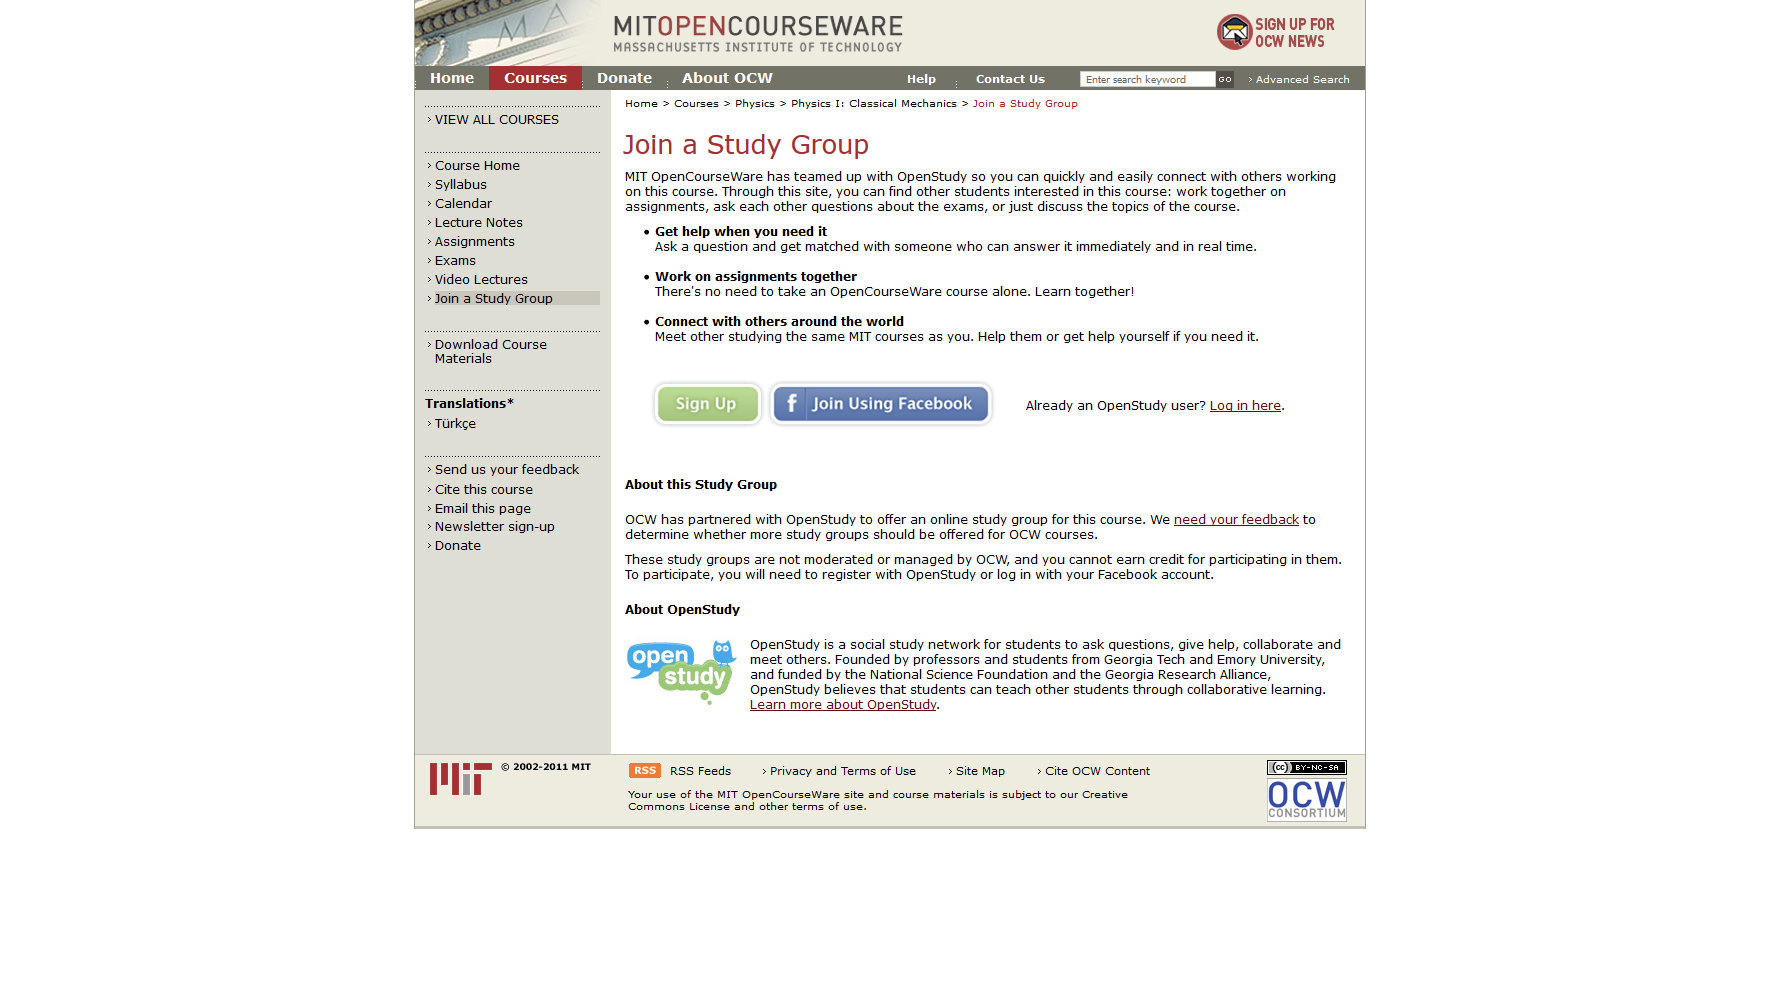 MA
MITOPENCOURSEWARE
MASSACHUSETTS INSTITUTE OF TECHNOLOGY
SIGN UP FOR
OCW NEWS
Home Courses Donate About OCW Help Contact Us Enter search keyword GO Advanced Search
VIEW ALL COURSES
Course Home
Syllabus
Calendar
Lecture Notes
Assignments
Exams
Video Lectures
Join a Study Group
Download Course
Materials
Translations*
Türkçe
Send us your feedback
Cite this course
Email this page
Newsletter sign-up
Donate
Home > Courses > Physics > Physics I: Classical Mechanics > Join a Study Group
Join a Study Group
MIT OpenCourseWare has teamed up with OpenStudy so you can quickly and easily connect with others working
on this course. Through this site, you can find other students interested in this course: work together on
assignments, ask each other questions about the exams, or just discuss the topics of the course.
• Get help when you need it
Ask a question and get matched with someone who can answer it immediately and in real time.
• Work on assignments together
There's no need to take an OpenCourseWare course alone. Learn together!
• Connect with others around the world
Meet other studying the same MIT courses as you. Help them or get help yourself if you need it.
Sign Up f Join Using Facebook Already an OpenStudy user? Log in here.
About this Study Group
OCW has partnered with OpenStudy to offer an online study group for this course. We need your feedback to
determine whether more study groups should be offered for OCW courses.
These study groups are not moderated or managed by OCW, and you cannot earn credit for participating in them.
To participate, you will need to register with OpenStudy or log in with your Facebook account.
About OpenStudy
open
study
OpenStudy is a social study network for students to ask questions, give help, collaborate and
meet others. Founded by professors and students from Georgia Tech and Emory University,
and funded by the National Science Foundation and the Georgia Research Alliance,
OpenStudy believes that students can teach other students through collaborative learning.
Learn more about OpenStudy.
MIT © 2002-2011 MIT
RSS RSS Feeds Privacy and Terms of Use Site Map Cite OCW Content
Your use of the MIT OpenCourseWare site and course materials is subject to our Creative
Commons License and other terms of use.
cc BY-NC-SA
OCW
CONSORTIUM